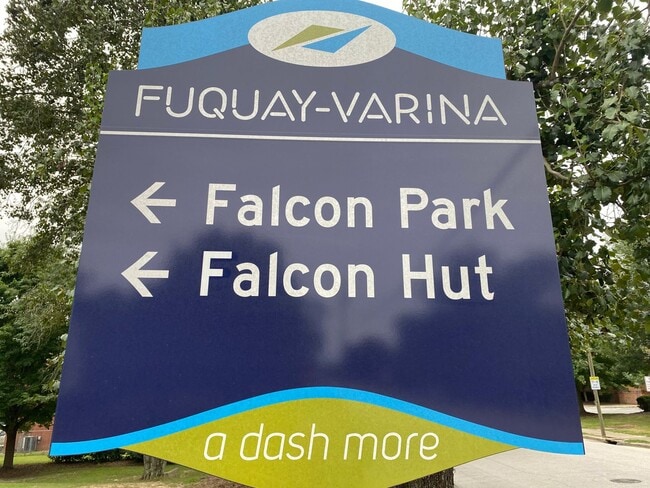 FUQUAY-VARINA
← Falcon Park
← Falcon Hut
a dash more